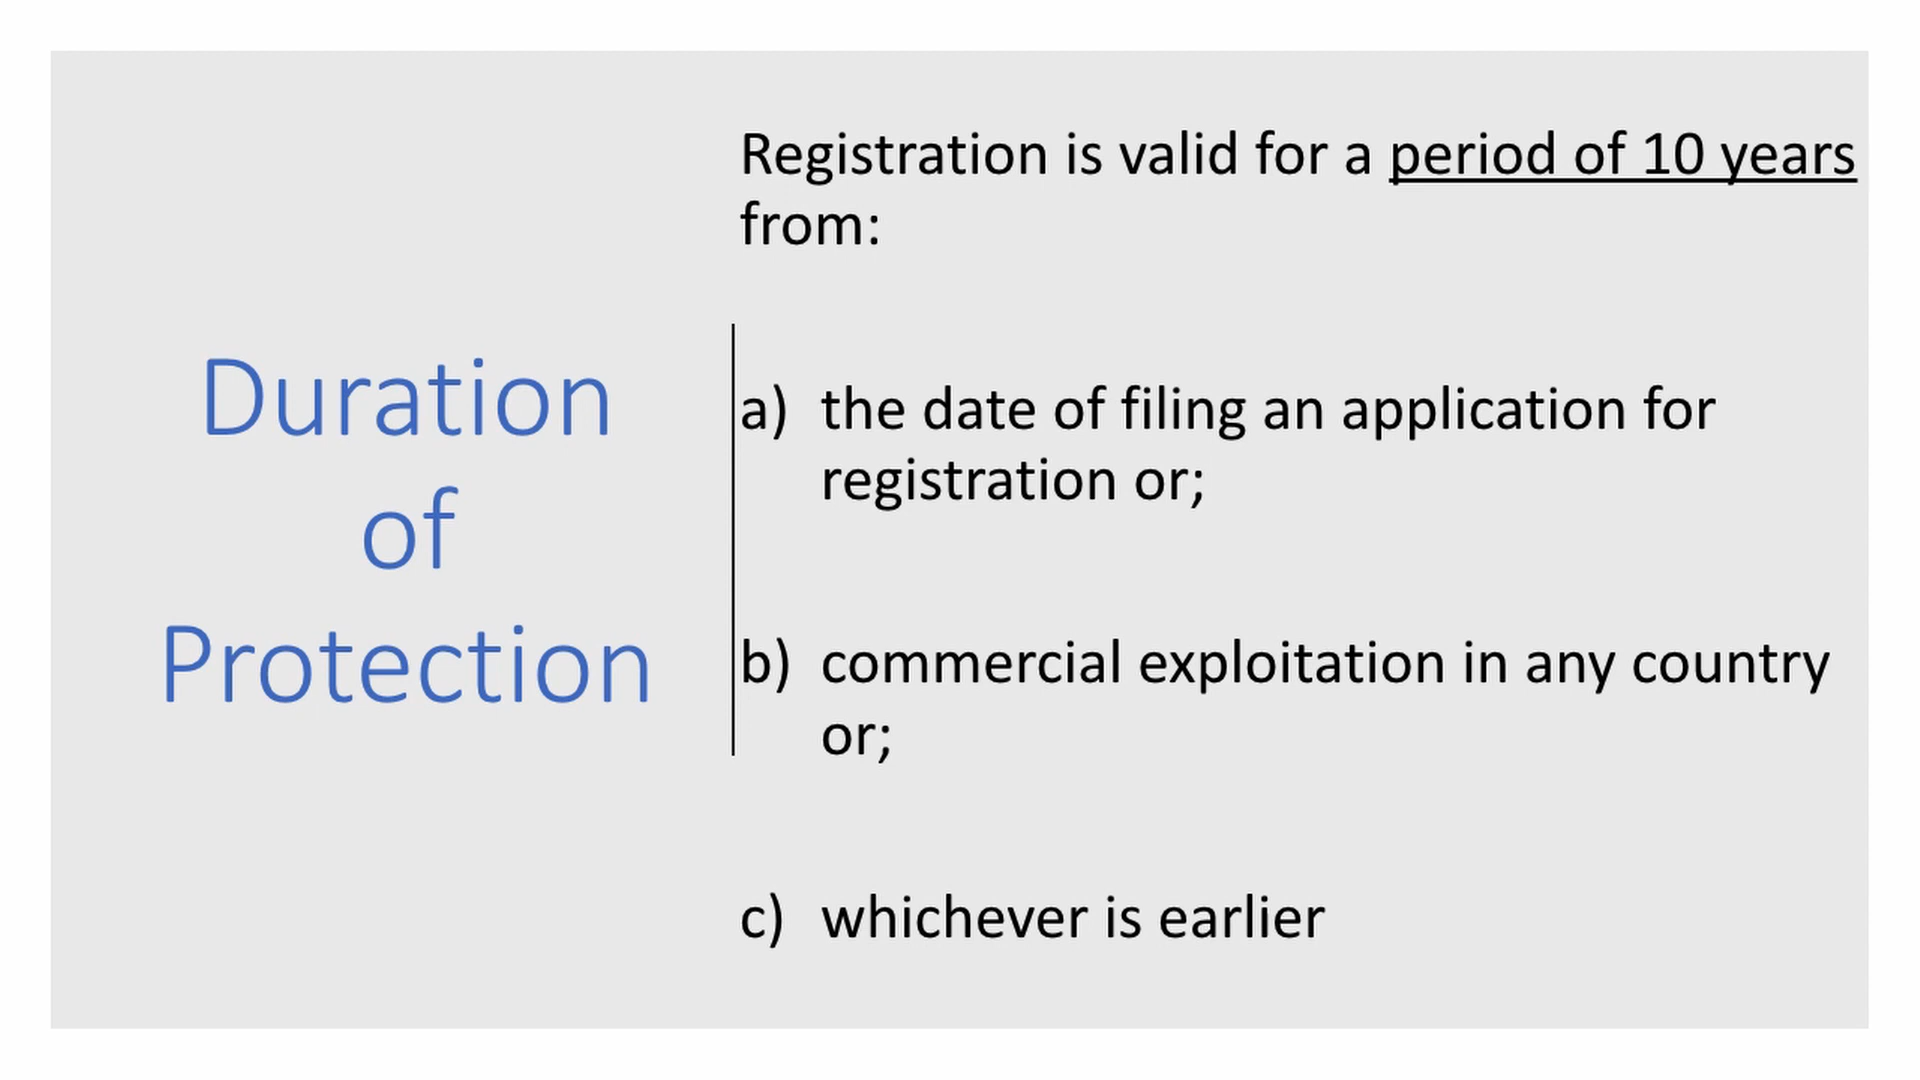 Duration
of
Protection
Registration is valid for a period of 10 years
from:
a) the date of filing an application for
registration or;
b) commercial exploitation in any country
or;
c) whichever is earlier